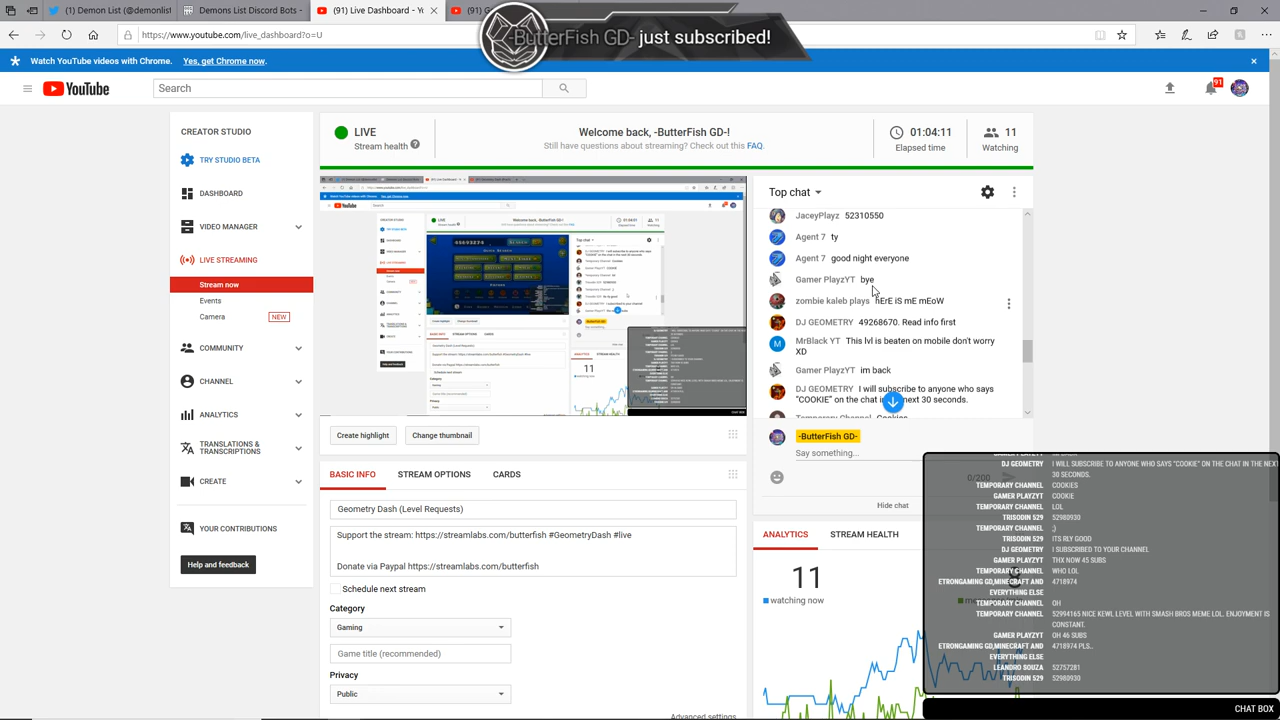 (91) Demon List (@demonlist
Demons List Discord Bots -
(91) Live Dashboard - Y
-ButterFish GD- just subscribed!
https://www.youtube.com/live_dashboard?o=U
Watch YouTube videos with Chrome. Yes, get Chrome now.
YouTube
Search
91
CREATOR STUDIO
TRY STUDIO BETA
DASHBOARD
VIDEO MANAGER
LIVE STREAMING
Stream now
Events
Camera
NEW
COMMUNITY
CHANNEL
ANALYTICS
TRANSLATIONS &
TRANSCRIPTIONS
CREATE
YOUR CONTRIBUTIONS
Help and feedback
LIVE
Stream health
Welcome back, -ButterFish GD-!
Still have questions about streaming? Check out this FAQ.
01:04:11
Elapsed time
11
Watching
Create highlight
Change thumbnail
BASIC INFO
STREAM OPTIONS
CARDS
Geometry Dash (Level Requests)
Support the stream: https://streamlabs.com/butterfish #GeometryDash #live
Donate via Paypal https://streamlabs.com/butterfish
Schedule next stream
Category
Gaming
Game title (recommended)
Privacy
Public
Advanced settings
Top chat
JaceyPlayz 52310550
Agent 7 ty
Agent 7 good night everyone
Gamer PlayzYT bye
zombie kaleb plays hErE iS mE mEoW
DJ GEOMETRY 49268670. Read info first
M
MrBlack YT This lvl is beaten on mobile don't worry
XD
Gamer PlayzYT im back
DJ GEOMETRY I will subscribe to anyone who says
"COOKIE" on the chat in next 30 seconds.
Temporary Channel Cookies
-ButterFish GD-
Say something...
0/200
Hide chat
ANALYTICS
STREAM HEALTH
11
watching now
DJ GEOMETRY I WILL SUBSCRIBE TO ANYONE WHO SAYS "COOKIE" ON THE CHAT IN THE NEXT
30 SECONDS.
TEMPORARY CHANNEL COOKIES
GAMER PLAYZYT COOKIE
TEMPORARY CHANNEL LOL
TRISODIN 529 52980930
TEMPORARY CHANNEL ;)
TRISODIN 529 ITS RLY GOOD
DJ GEOMETRY I SUBSCRIBED TO YOUR CHANNEL
GAMER PLAYZYT THX NOW 45 SUBS
TEMPORARY CHANNEL WHO LOL
ETRONGAMING GD,MINECRAFT AND 4718974
EVERYTHING ELSE
TEMPORARY CHANNEL OH
TEMPORARY CHANNEL 52994165 NICE KEWL LEVEL WITH SMASH BROS MEME LOL. ENJOYMENT IS
CONSTANT.
GAMER PLAYZYT OH 46 SUBS
ETRONGAMING GD,MINECRAFT AND 4718974 PLS..
EVERYTHING ELSE
LEANDRO SOUZA 52757281
TRISODIN 529 52980930
CHAT BOX